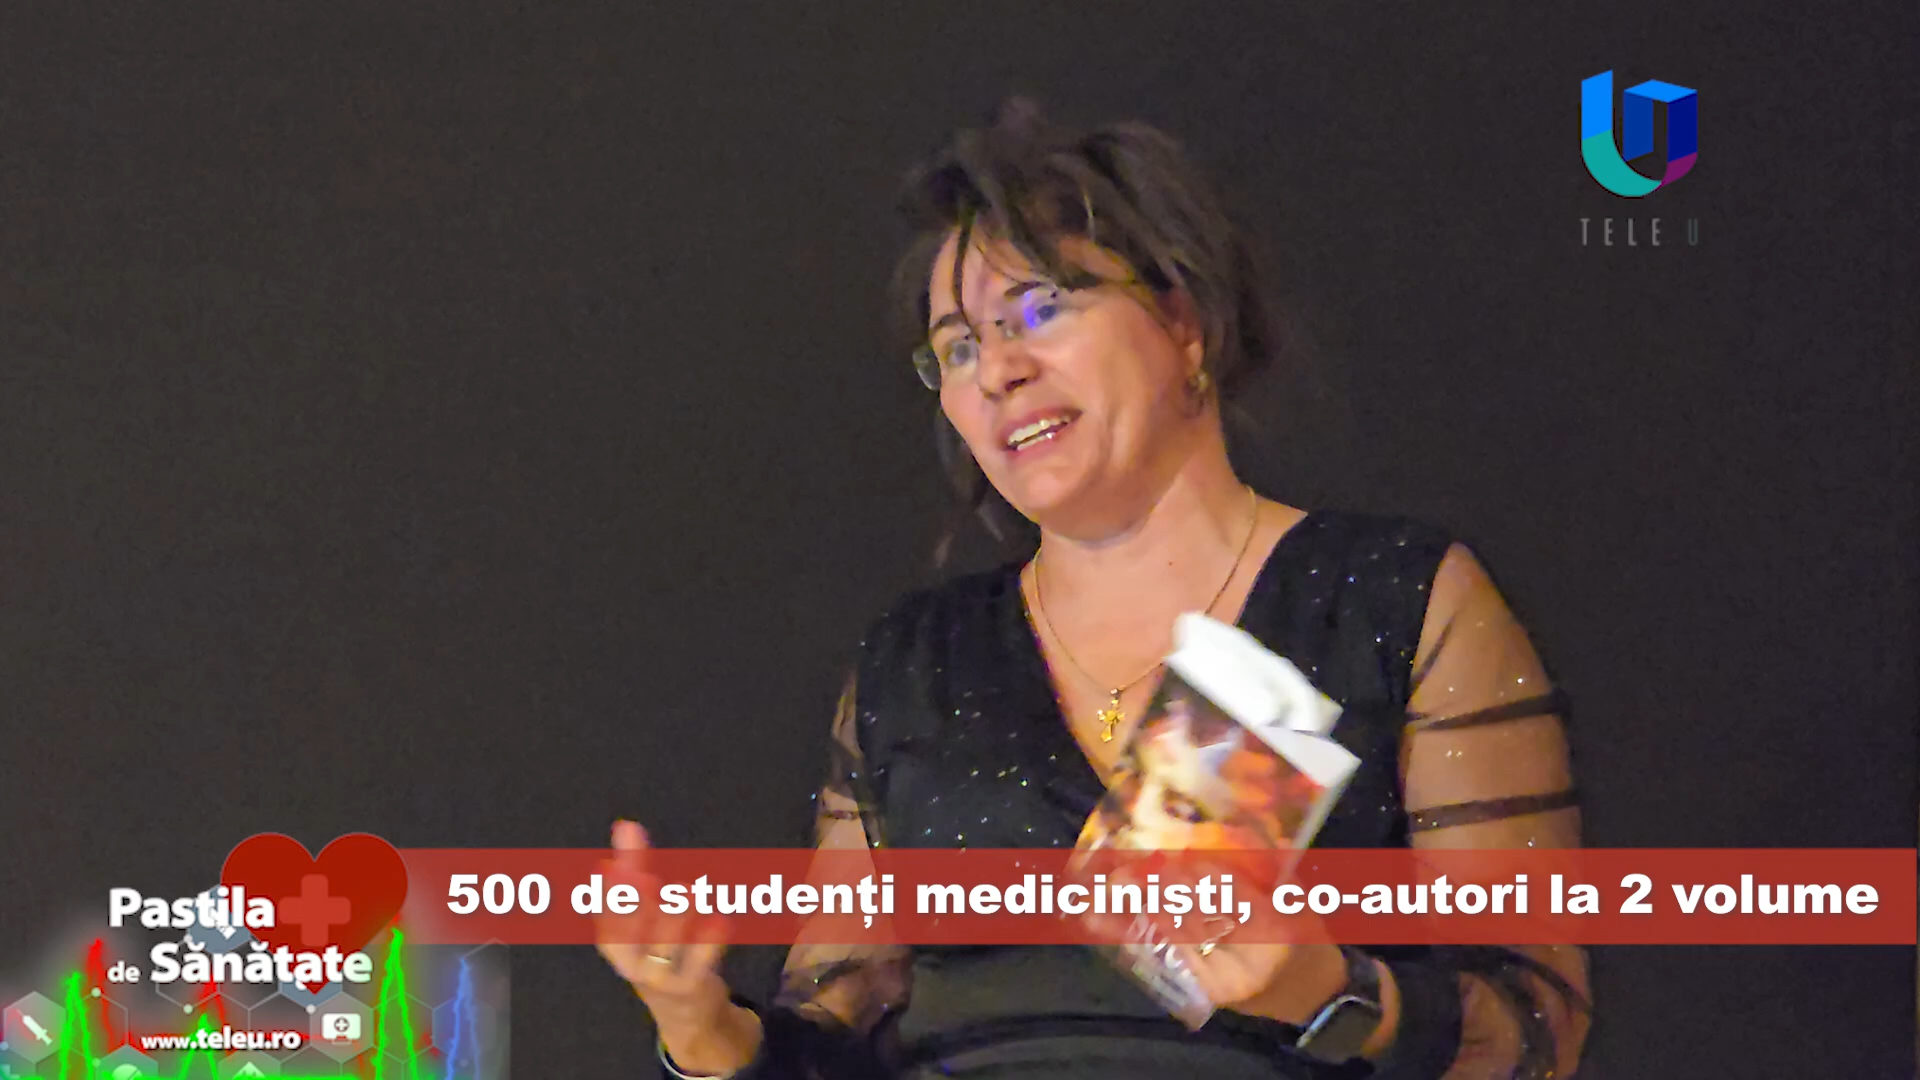 TELE U
500 de studenți mediciniști, co-autori la 2 volume
Pastila
de Sănătate
www.teleu.ro